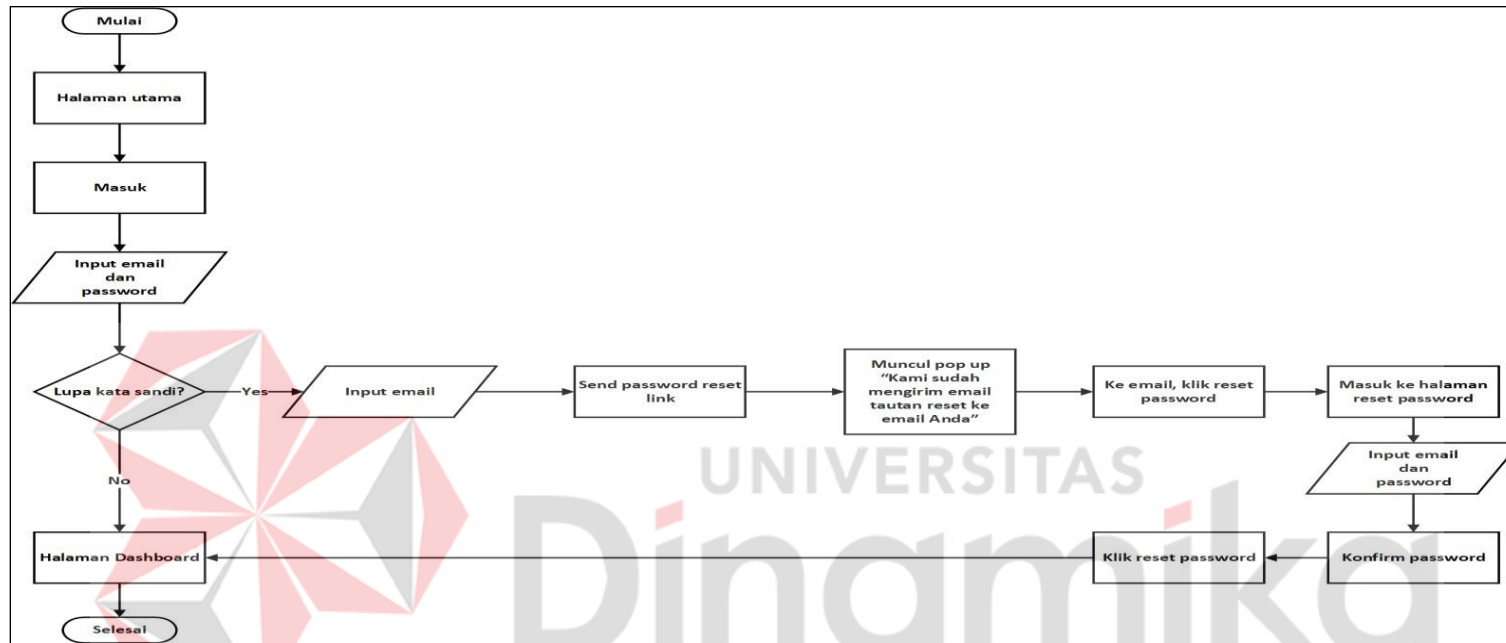 Mulai
Halaman utama
Masuk
Input email
dan
password
Lupa kata sandi?
Yes
Input email
Send password reset
link
Muncul pop up
“Kami sudah
mengirim email
tautan reset ke
email Anda”
Ke email, klik reset
password
Masuk ke halaman
reset password
Input email
dan
password
Konfirm password
Klik reset password
No
Halaman Dashboard
Selesai
UNIVERSITAS
Dinamika